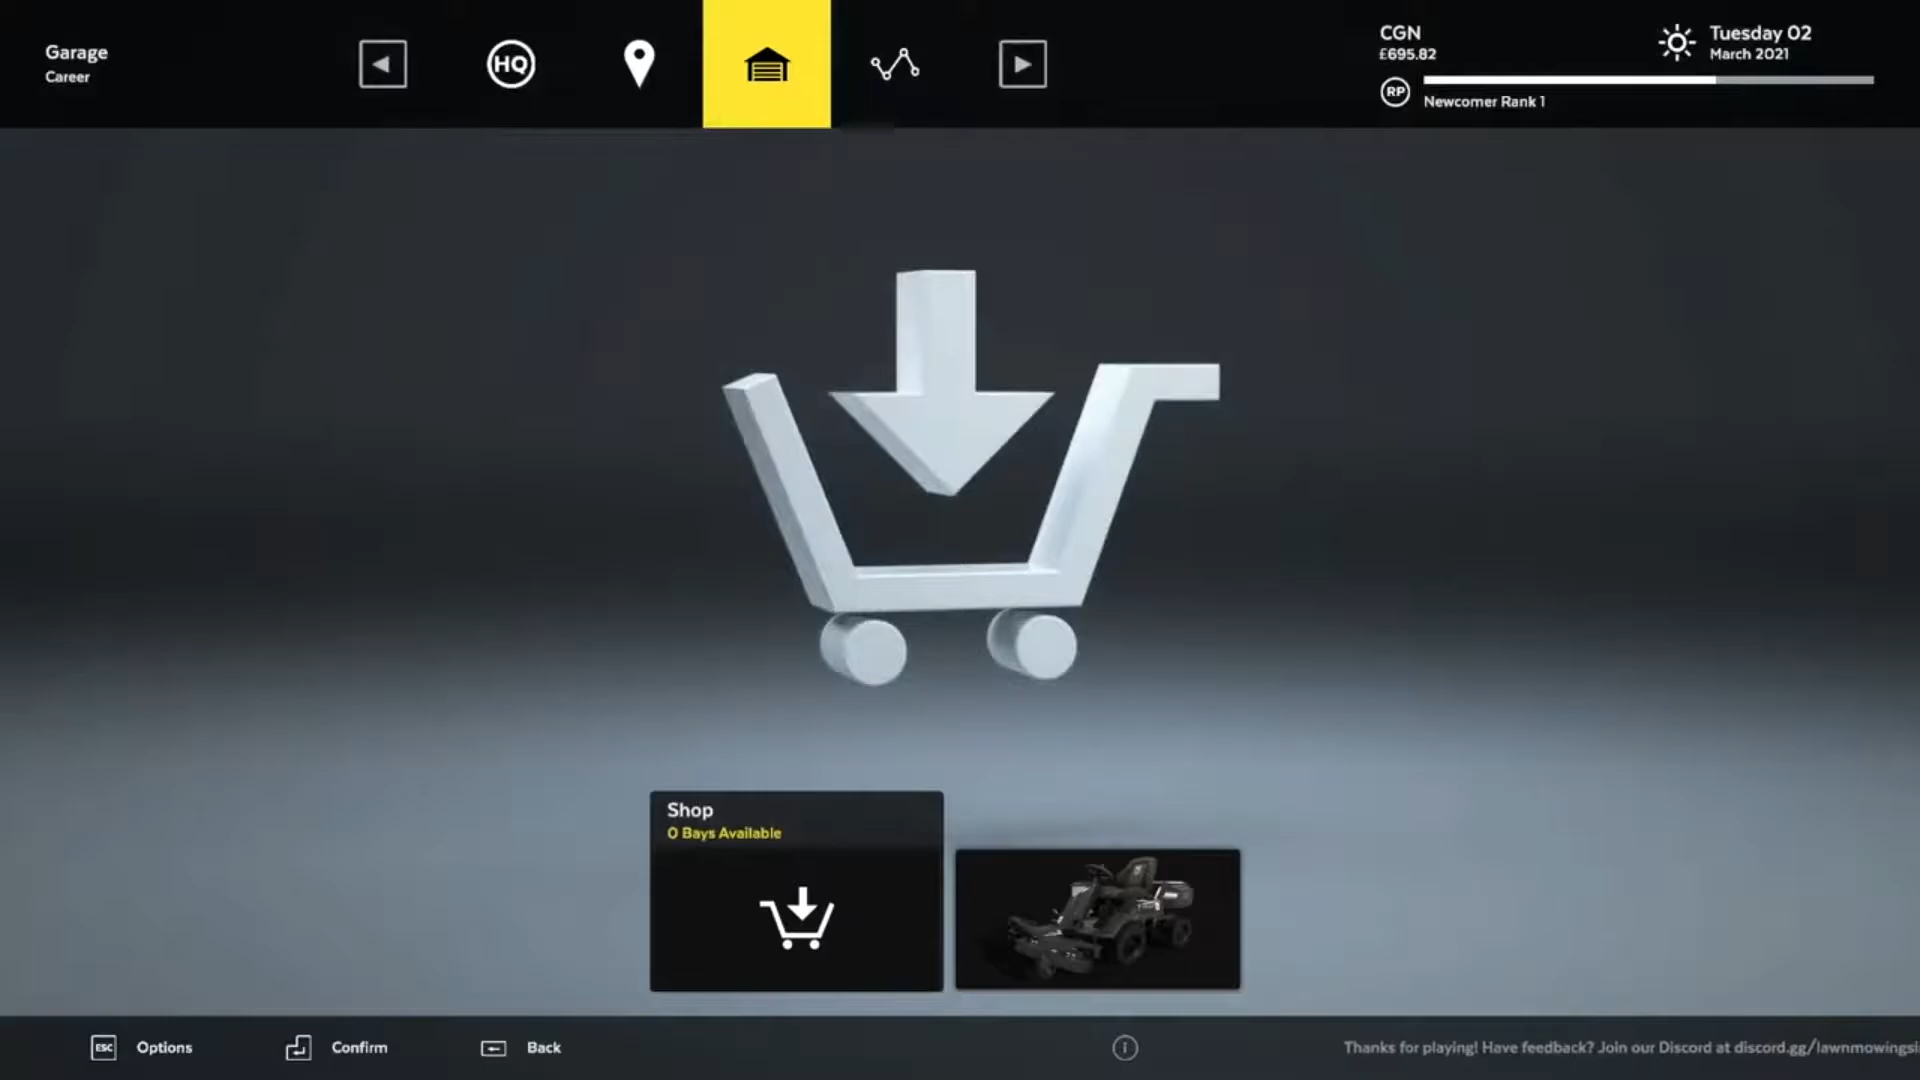 Garage
Career
HQ
CGN
£695.82
RP
Newcomer Rank 1
Tuesday 02
March 2021
Shop
0 Bays Available
ESC Options
Confirm
Back
Thanks for playing! Have feedback? Join our Discord at discord.gg/lawnmowingsi